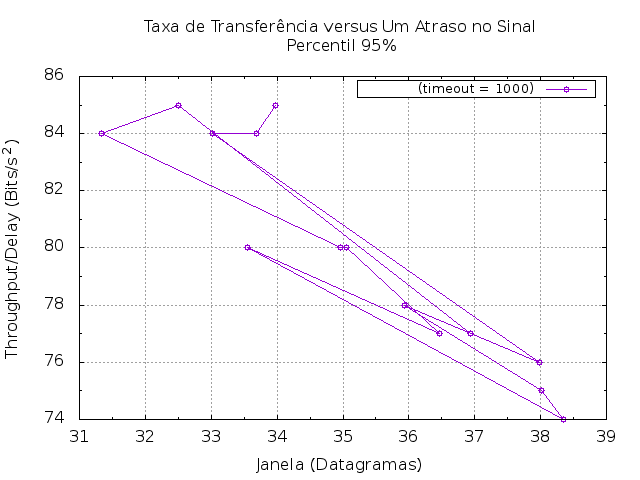 Taxa de Transferência versus Um Atraso no Sinal
Percentil 95%
(timeout = 1000)
Throughput/Delay (Bits/s²)
86
84
82
80
78
76
74
31 32 33 34 35 36 37 38 39
Janela (Datagramas)